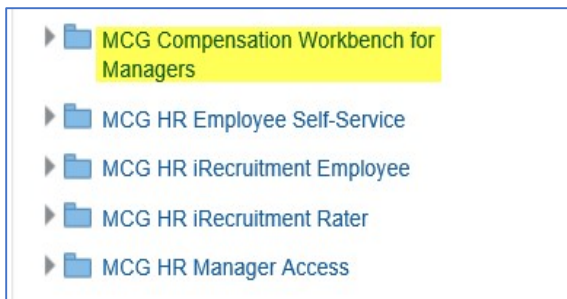 MCG Compensation Workbench for
Managers
MCG HR Employee Self-Service
MCG HR iRecruitment Employee
MCG HR iRecruitment Rater
MCG HR Manager Access